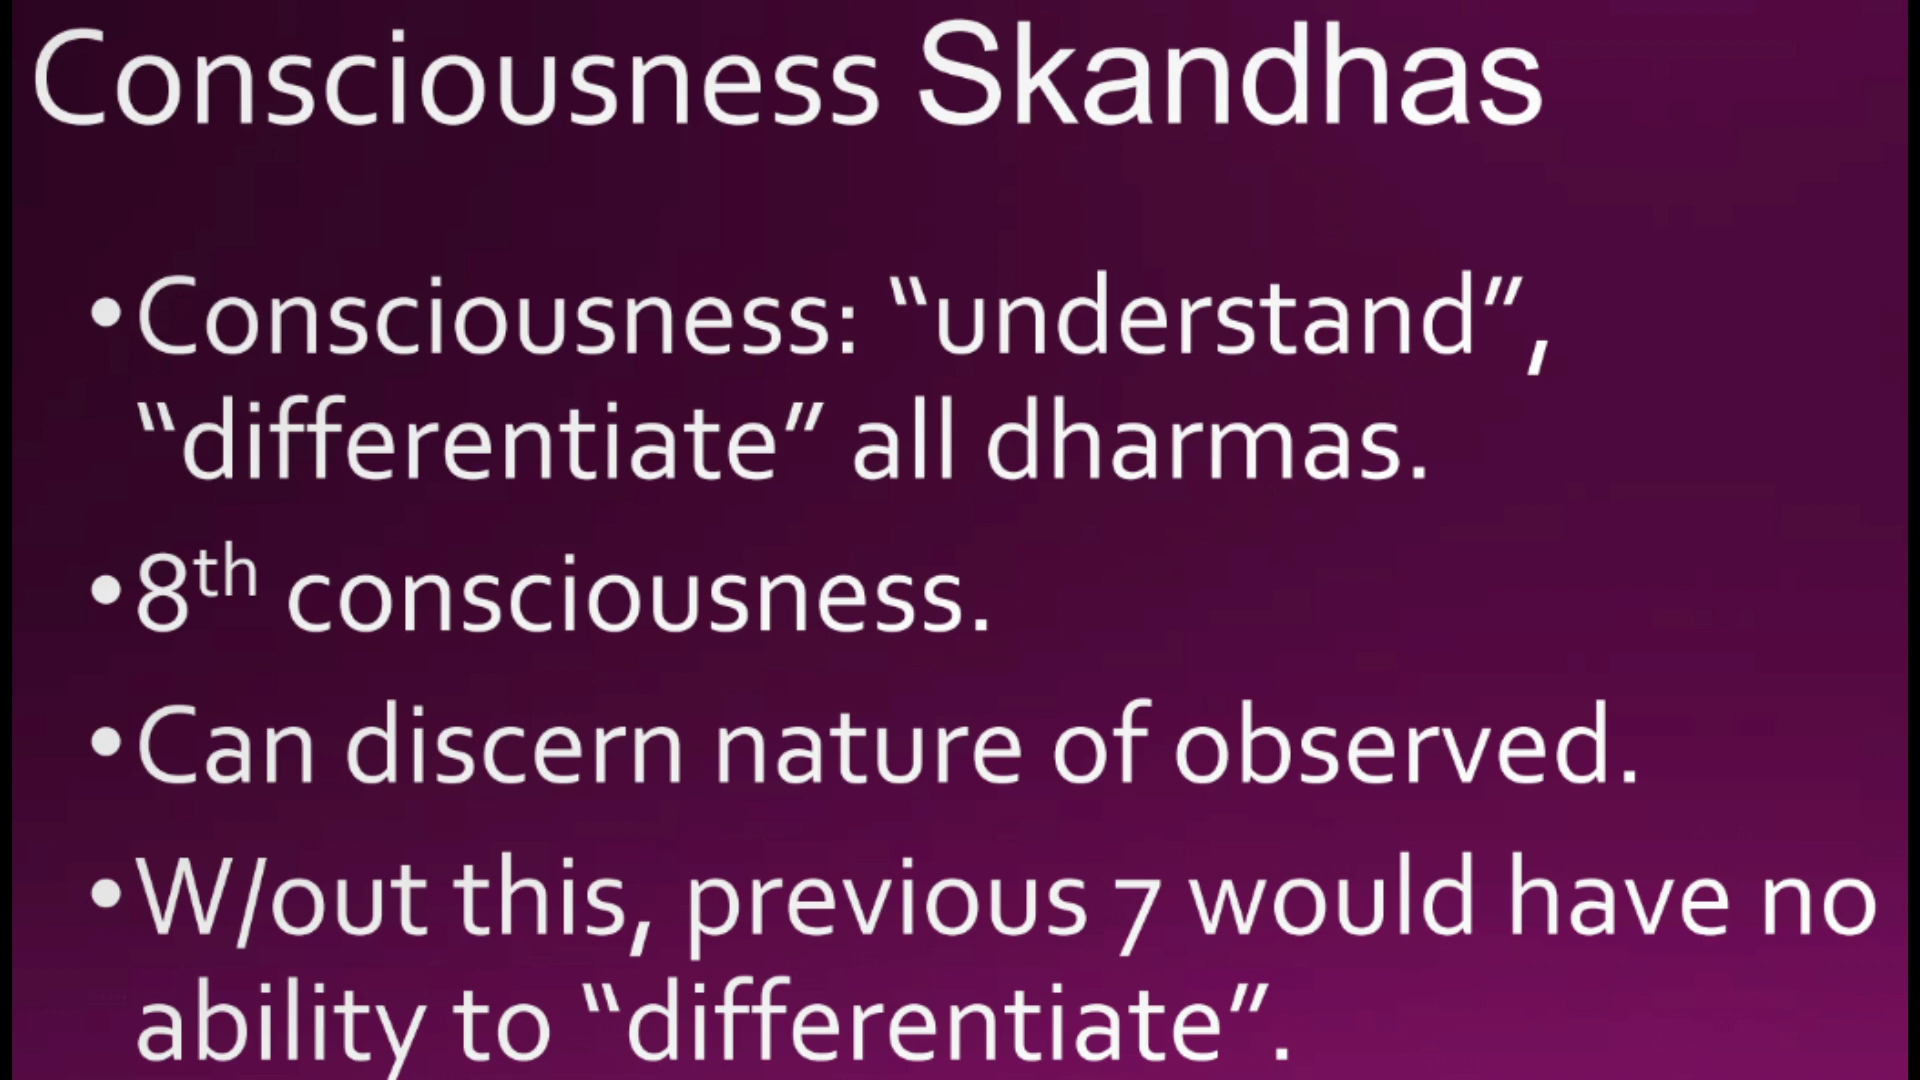 Consciousness Skandhas
•Consciousness: “understand”,
“differentiate” all dharmas.
•8th consciousness.
•Can discern nature of observed.
•W/out this, previous 7 would have no
ability to “differentiate”.